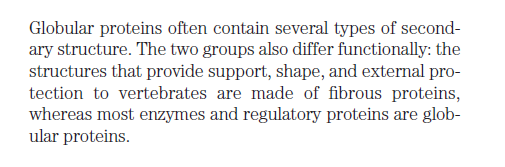 Globular proteins often contain several types of second-
ary structure. The two groups also differ functionally: the
structures that provide support, shape, and external pro-
tection to vertebrates are made of fibrous proteins,
whereas most enzymes and regulatory proteins are glob-
ular proteins.